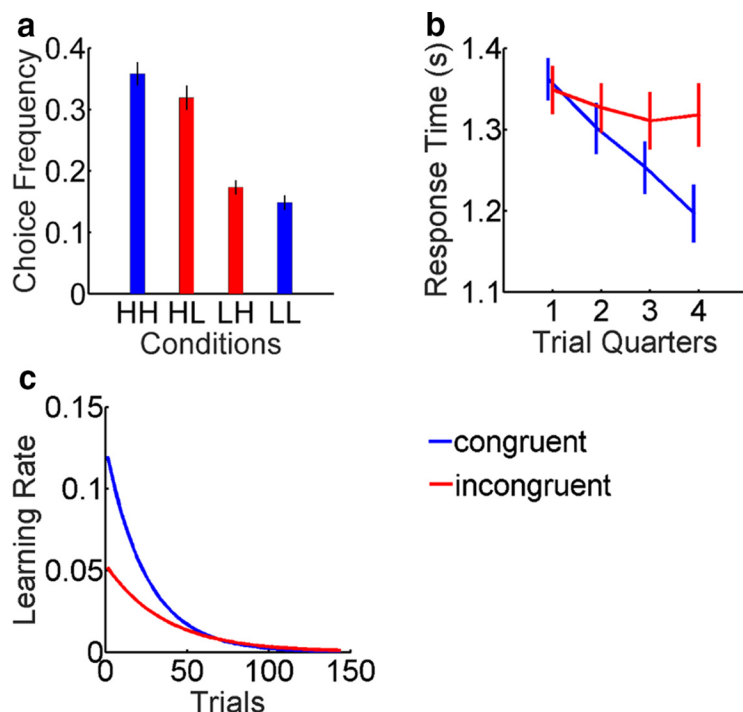 a
0.4
0.3
0.2
0.1
0
Choice Frequency
HH HL LH LL
Conditions
b
1.4
1.3
1.2
1.1
Response Time (s)
1 2 3 4
Trial Quarters
c
0.15
0.1
0.05
0
Learning Rate
0 50 100 150
Trials
congruent
incongruent